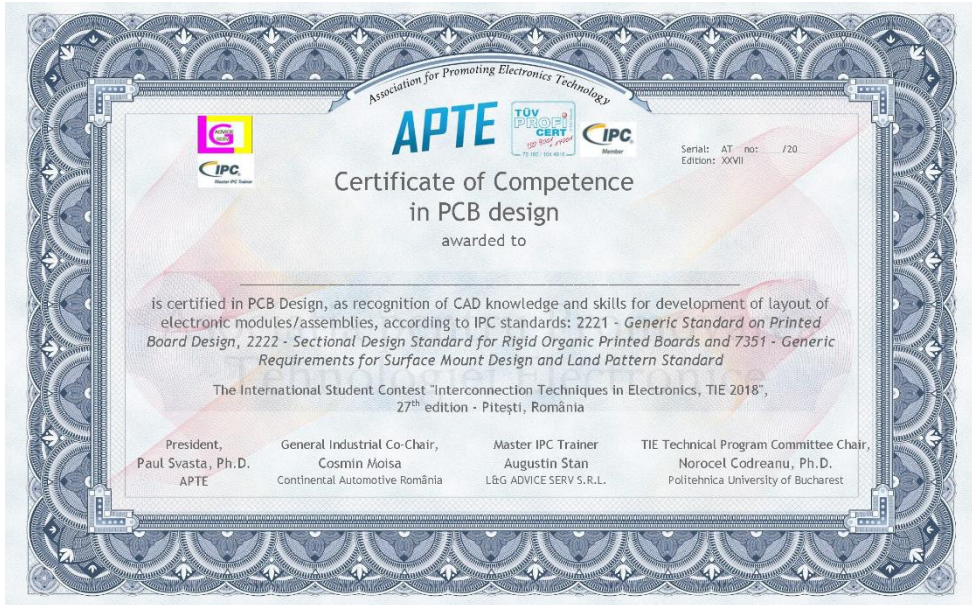 Association for Promoting Electronics Technology
APTE
TÜV
PROFi
CERT
IPC
Member
LG
ADVICE
IPC
Master IPC Trainer
Serial: AT no: /20
Edition: XXVII
Certificate of Competence
in PCB design
awarded to
is certified in PCB Design, as recognition of CAD knowledge and skills for development of layout of
electronic modules/assemblies, according to IPC standards: 2221 - Generic Standard on Printed
Board Design, 2222 - Sectional Design Standard for Rigid Organic Printed Boards and 7351 - Generic
Requirements for Surface Mount Design and Land Pattern Standard
The International Student Contest "Interconnection Techniques in Electronics, TIE 2018",
27th edition - Pitești, România
President,
Paul Svasta, Ph.D.
APTE
General Industrial Co-Chair,
Cosmin Moisa
Continental Automotive România
Master IPC Trainer
Augustin Stan
L&G ADVICE SERV S.R.L.
TIE Technical Program Committee Chair,
Norocel Codreanu, Ph.D.
Politehnica University of Bucharest